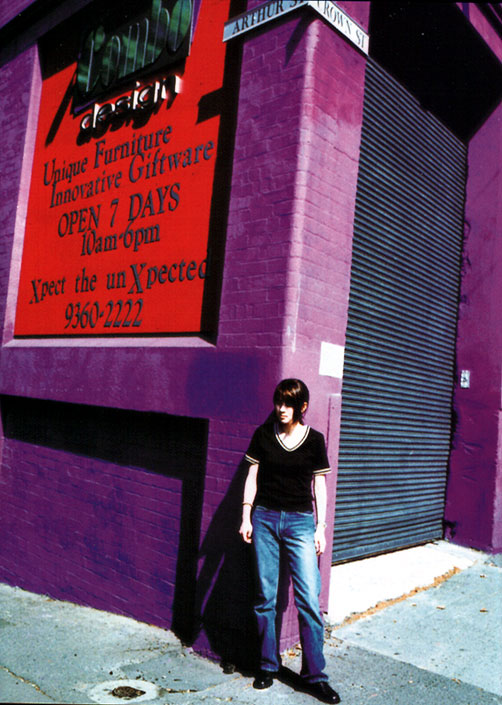 ARTHUR ST
CROWN ST
Combo
design
Unique Furniture
Innovative Giftware
OPEN 7 DAYS
10am-6pm
Xpect the unXpected
9360-2222